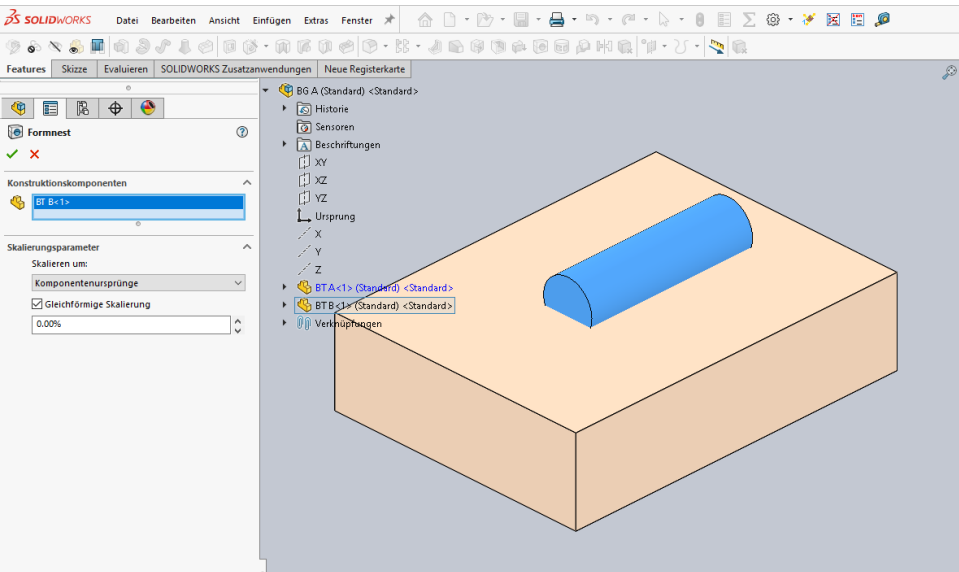 SOLIDWORKS Datei Bearbeiten Ansicht Einfügen Extras Fenster
Features Skizze Evaluieren SOLIDWORKS Zusatzanwendungen Neue Registerkarte
Formnest
Konstruktionskomponenten
BT B<1>
Skalierungsparameter
Skalieren um:
Komponentenursprünge
Gleichförmige Skalierung
0.00%
BG A (Standard) <Standard>
Historie
Sensoren
Beschriftungen
XY
XZ
YZ
Ursprung
X
Y
Z
BT A<1> (Standard) <Standard>
BT B<1> (Standard) <Standard>
Verknüpfungen